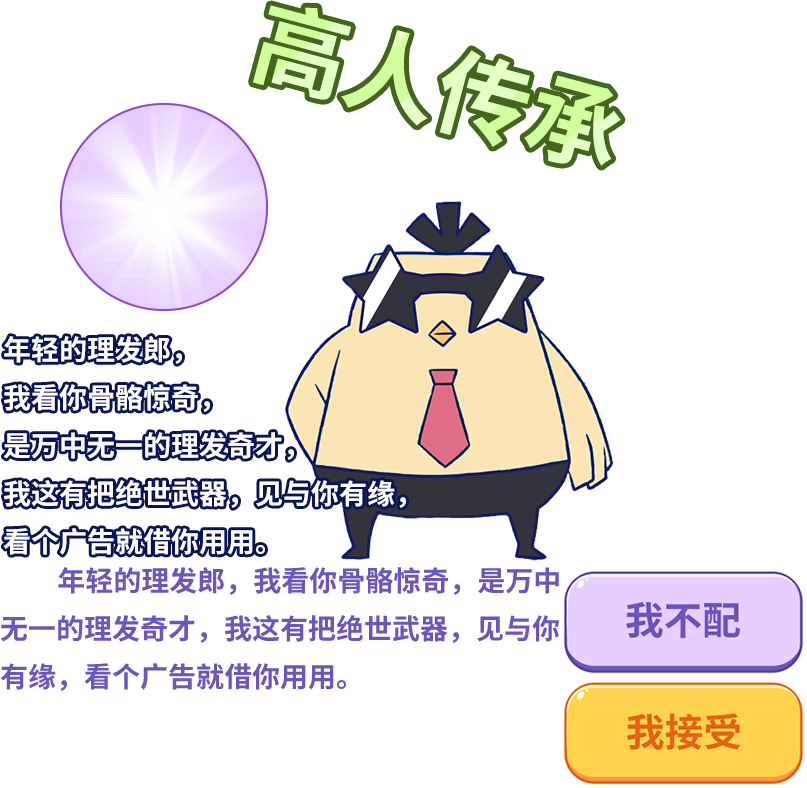 高人传承
年轻的理发郎，
我看你骨骼惊奇，
是万中无一的理发奇才，
我这有把绝世武器，见与你有缘，
看个广告就借你用用。
年轻的理发郎，我看你骨骼惊奇，是万中
无一的理发奇才，我这有把绝世武器，见与你
有缘，看个广告就借你用用。
我不配
我接受